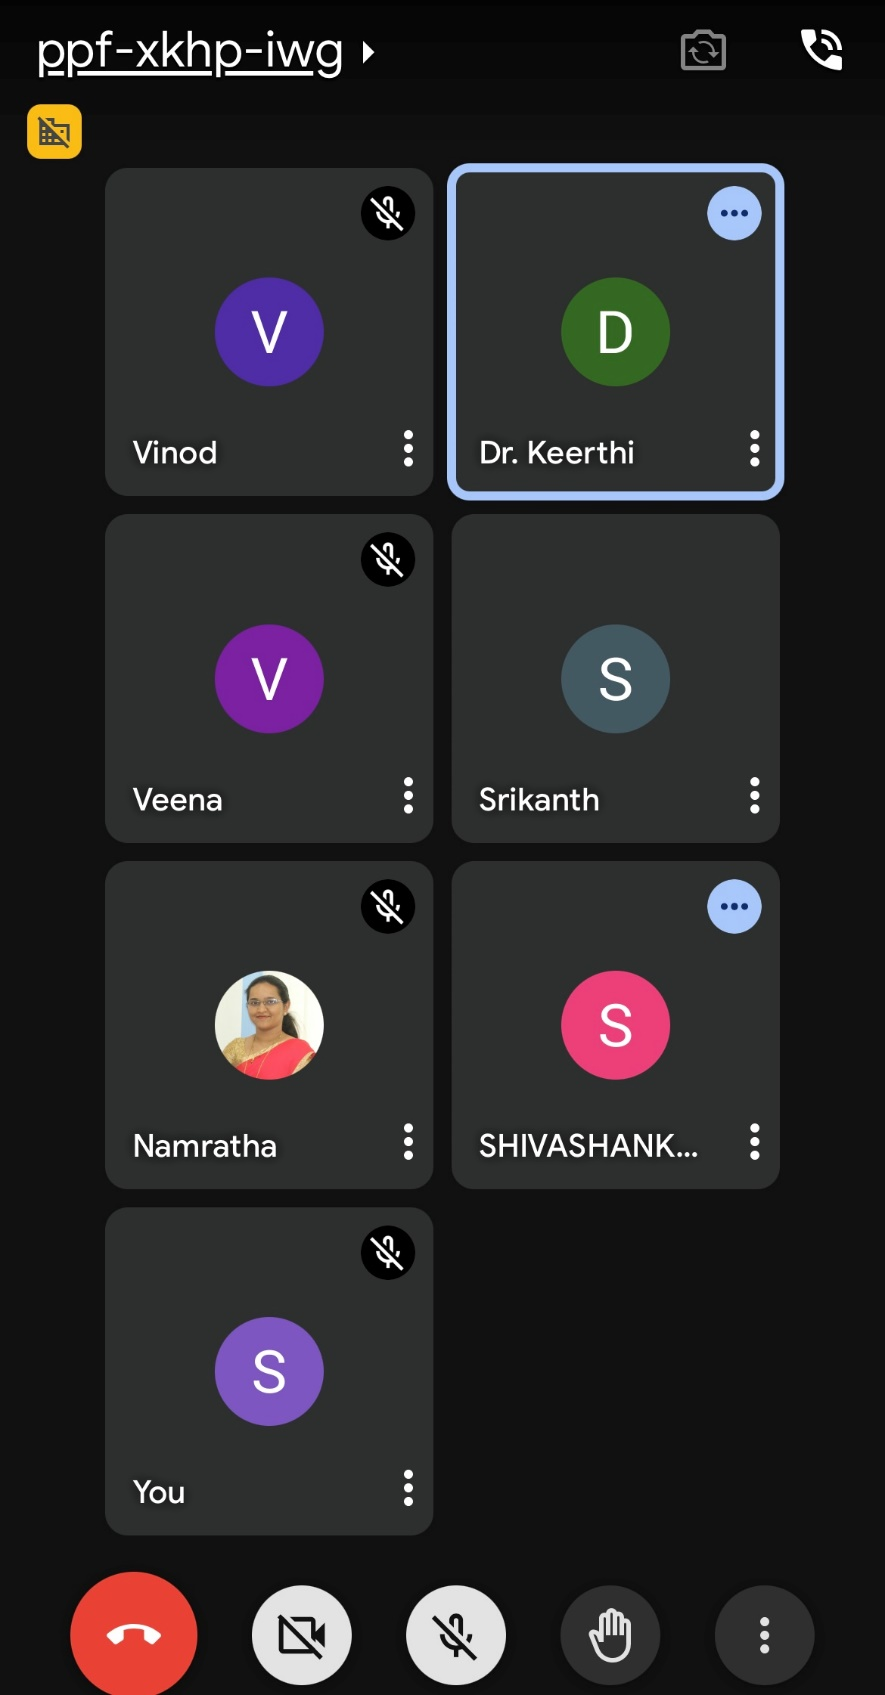 ppf-xkhp-iwg
V
Vinod
D
Dr. Keerthi
V
Veena
S
Srikanth
Namratha
S
SHIVASHANK...
S
You